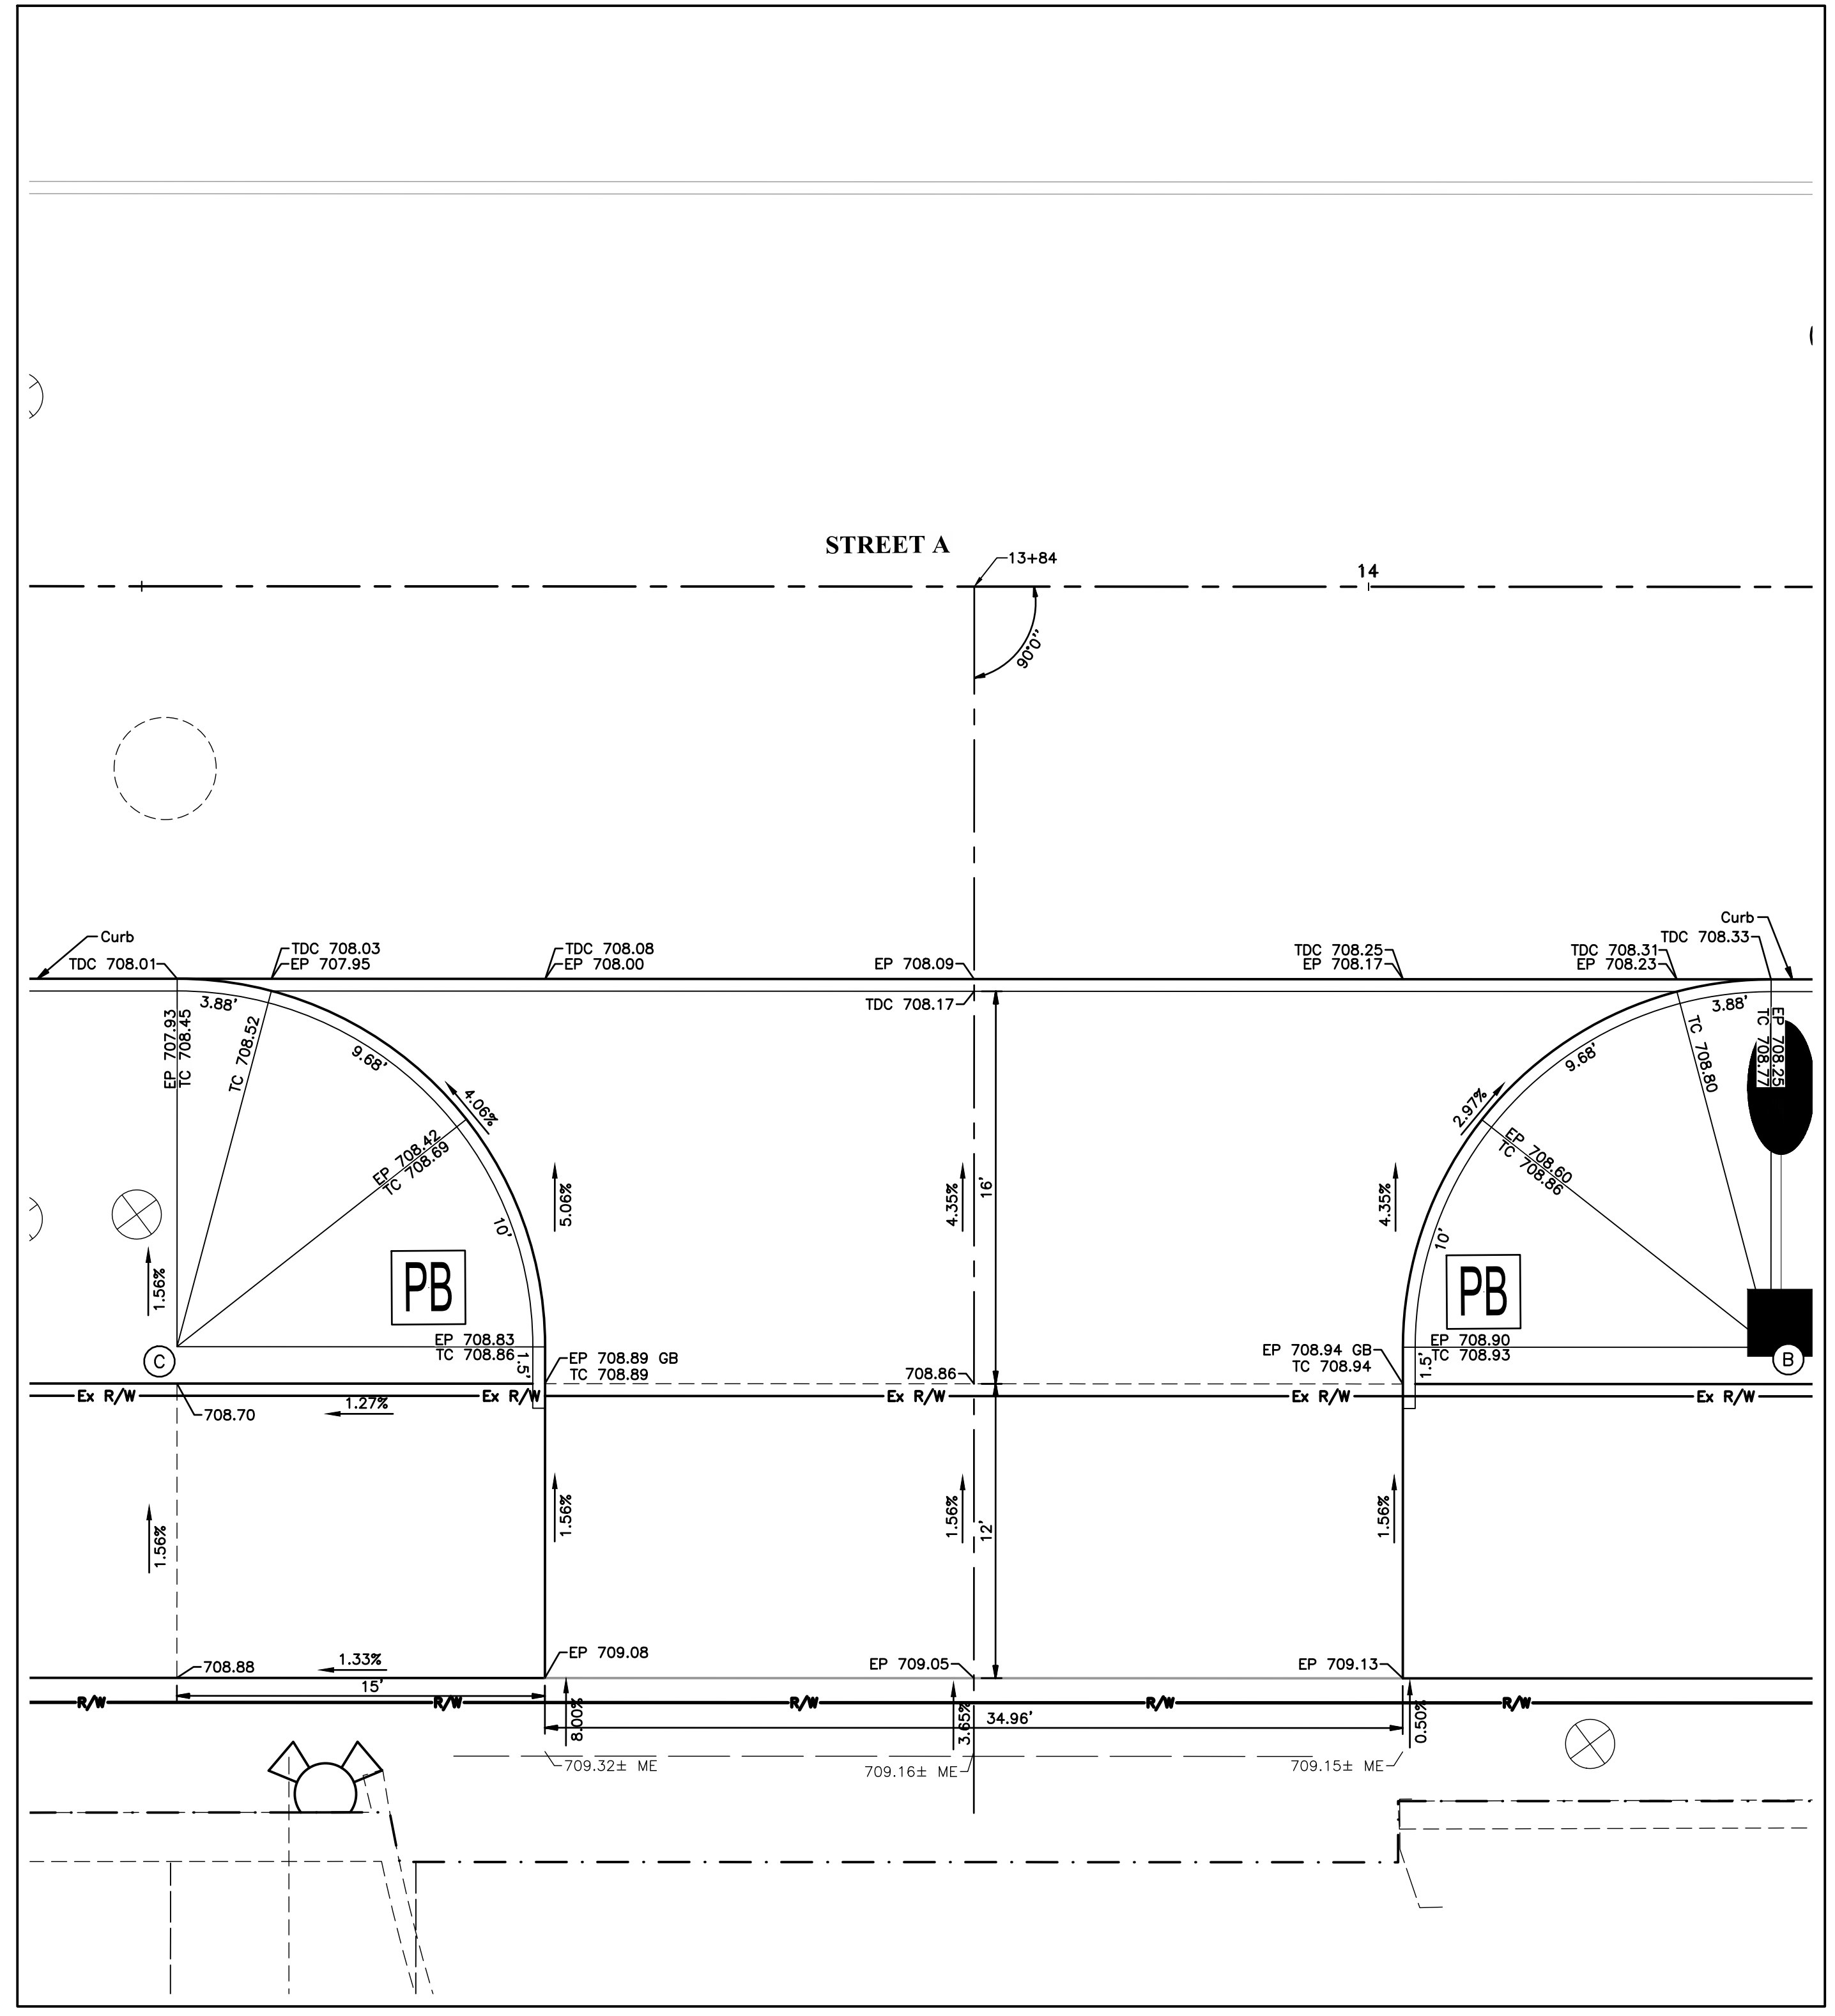 STREET A
13+84
14
90°0'0"
Curb
TDC 708.01
TDC 708.03
EP 707.95
TDC 708.08
EP 708.00
EP 708.09
TDC 708.17
TDC 708.25
EP 708.17
TDC 708.31
EP 708.23
Curb
TDC 708.33
3.88'
EP 707.93
TC 708.45
TC 708.52
9.68'
4.06%
EP 708.42
TC 708.69
10'
1.56%
PB
5.06%
4.35%
16'
4.35%
2.97%
9.68'
3.88'
TC 708.80
EP 708.25
TC 708.77
EP 708.60
TC 708.86
10'
PB
C
EP 708.83
TC 708.86
1.5'
EP 708.89 GB
TC 708.89
708.86
EP 708.94 GB
TC 708.94
EP 708.90
TC 708.93
1.5'
B
Ex R/W
Ex R/W
Ex R/W
Ex R/W
Ex R/W
708.70
1.27%
1.56%
1.56%
1.56%
12'
1.56%
708.88
1.33%
EP 709.08
EP 709.05
EP 709.13
15'
R/W
R/W
R/W
R/W
R/W
8.00%
3.65%
34.96'
0.50%
709.32± ME
709.16± ME
709.15± ME